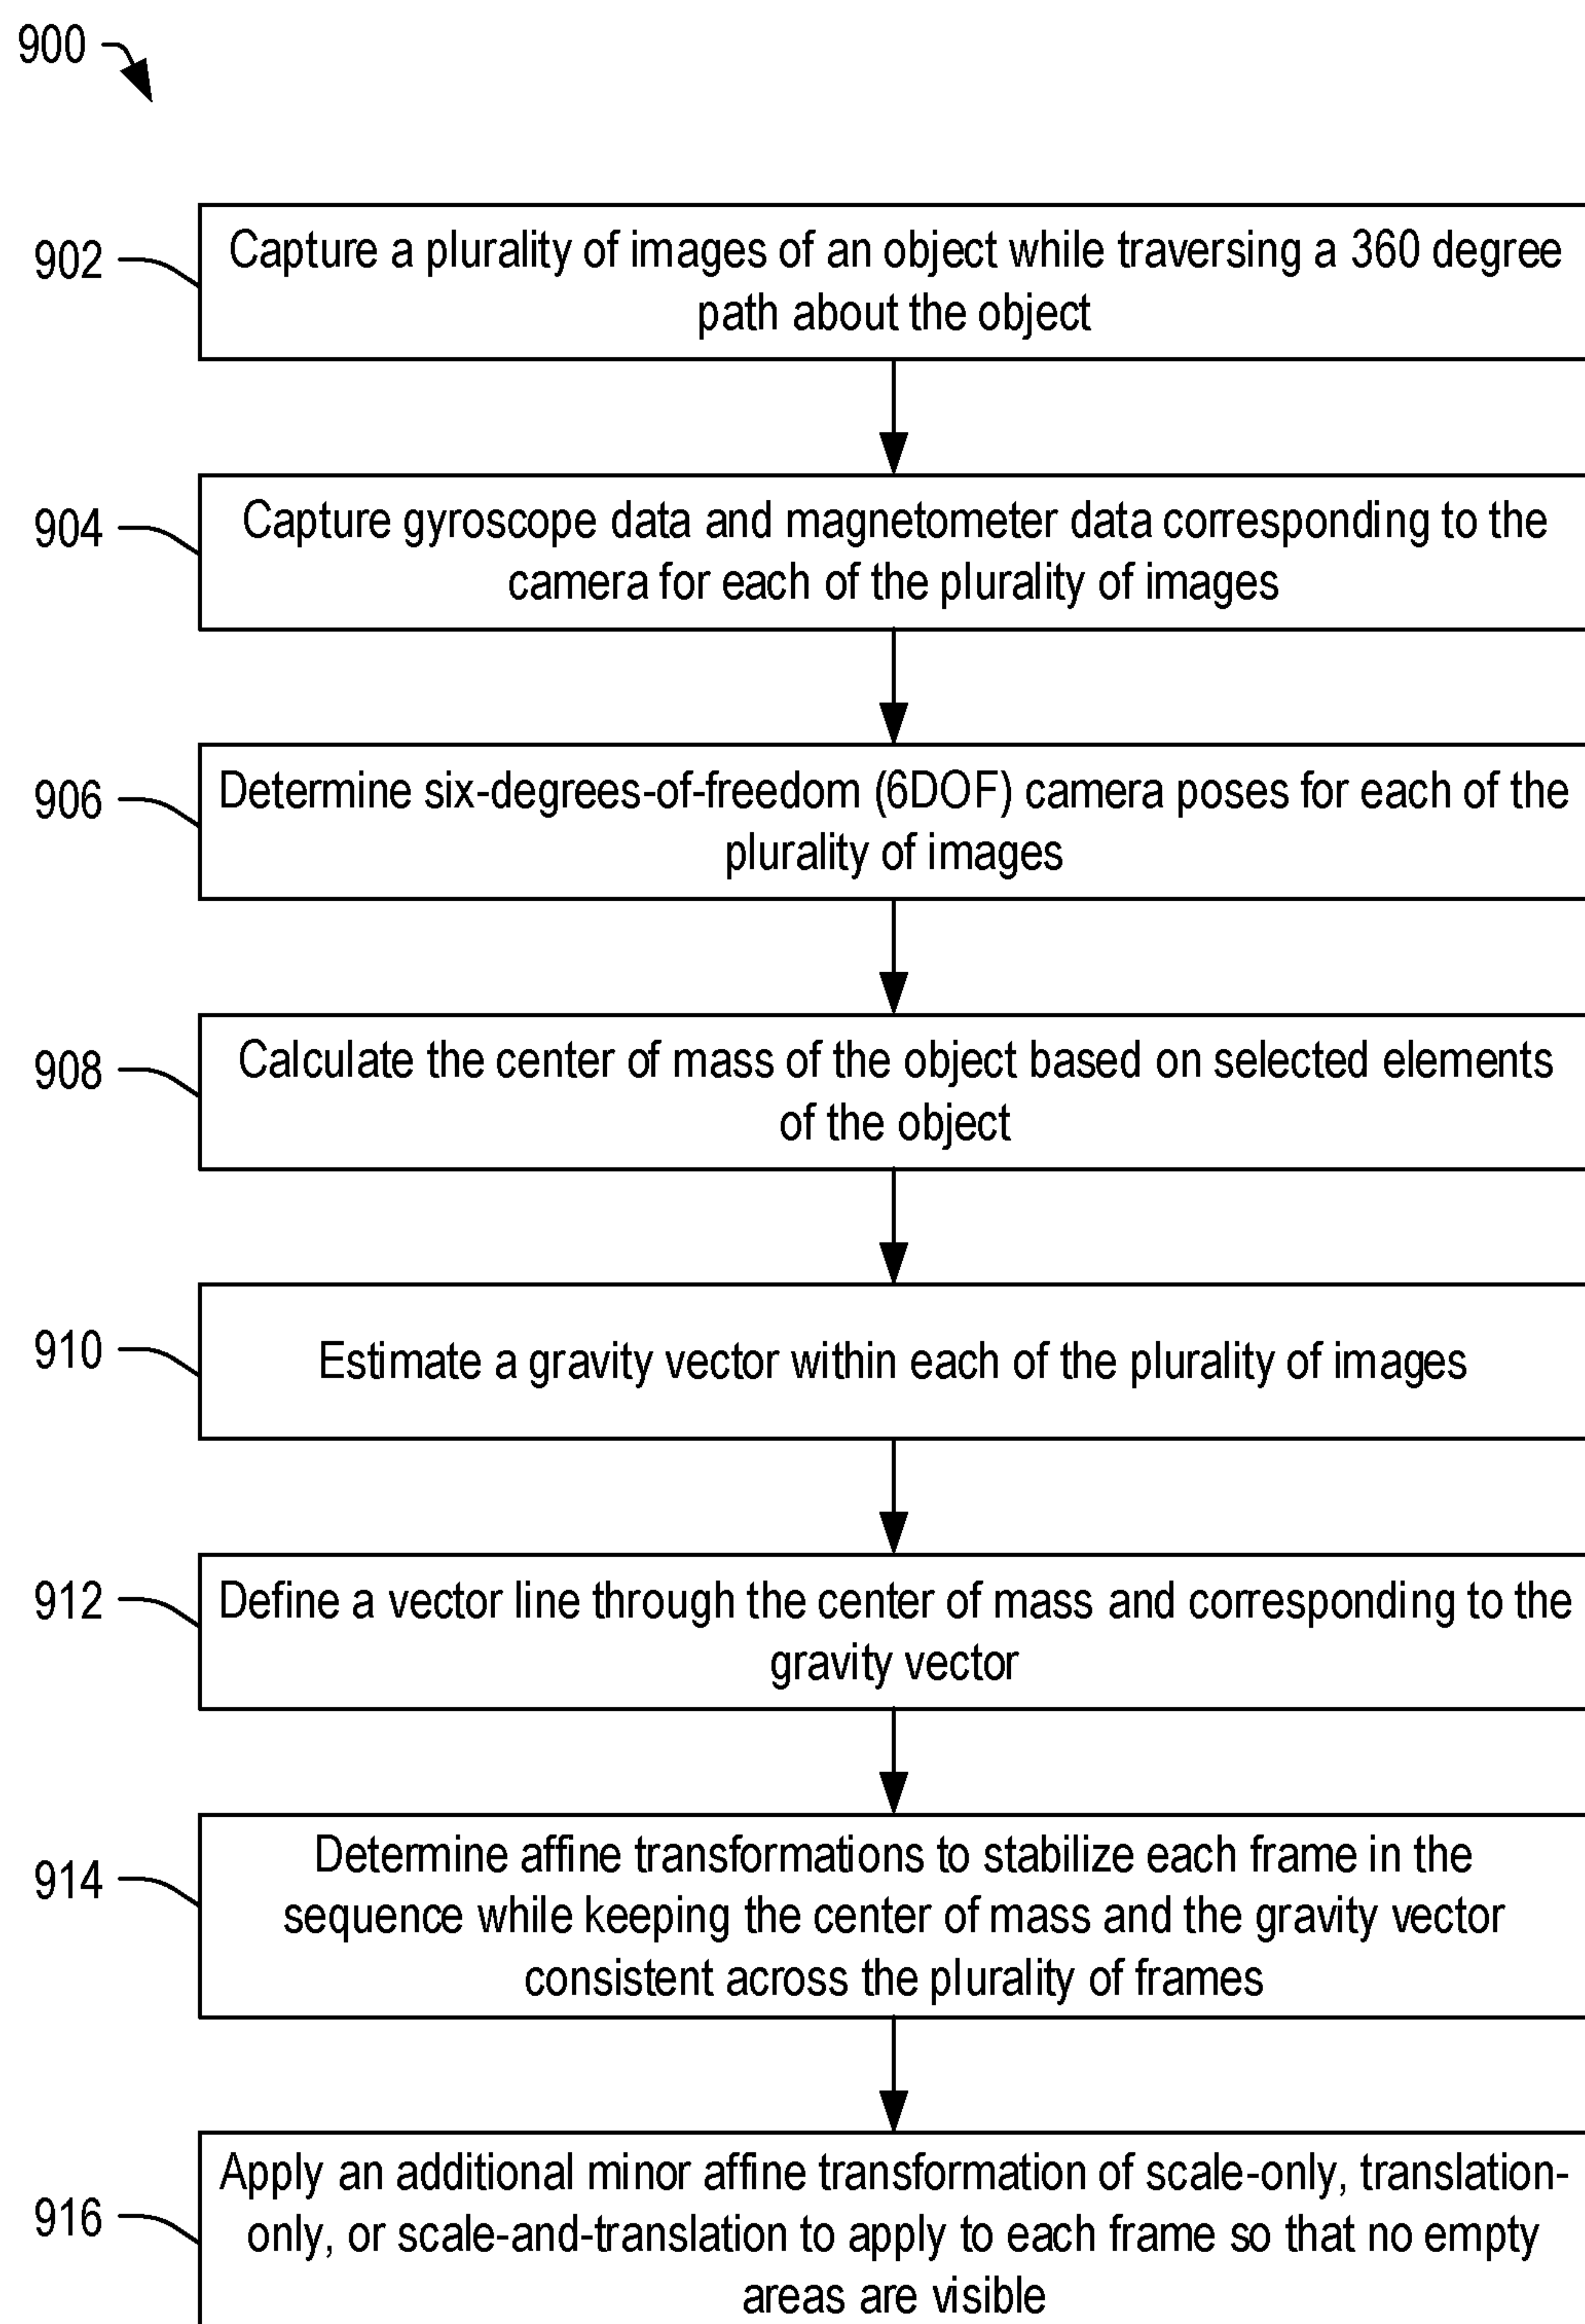 900
902
Capture a plurality of images of an object while traversing a 360 degree
path about the object
904
Capture gyroscope data and magnetometer data corresponding to the
camera for each of the plurality of images
906
Determine six-degrees-of-freedom (6DOF) camera poses for each of the
plurality of images
908
Calculate the center of mass of the object based on selected elements
of the object
910
Estimate a gravity vector within each of the plurality of images
912
Define a vector line through the center of mass and corresponding to the
gravity vector
914
Determine affine transformations to stabilize each frame in the
sequence while keeping the center of mass and the gravity vector
consistent across the plurality of frames
916
Apply an additional minor affine transformation of scale-only, translation-
only, or scale-and-translation to apply to each frame so that no empty
areas are visible